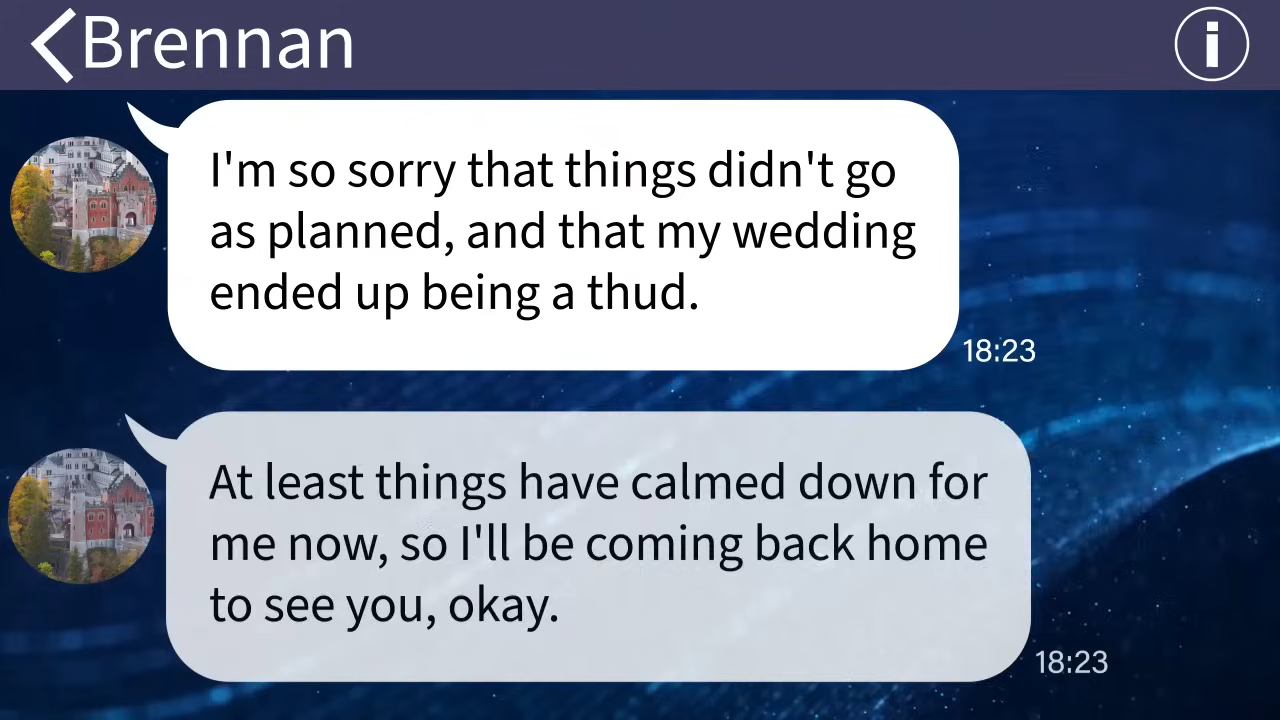 Brennan
I'm so sorry that things didn't go
as planned, and that my wedding
ended up being a thud.
18:23
At least things have calmed down for
me now, so I'll be coming back home
to see you, okay.
18:23